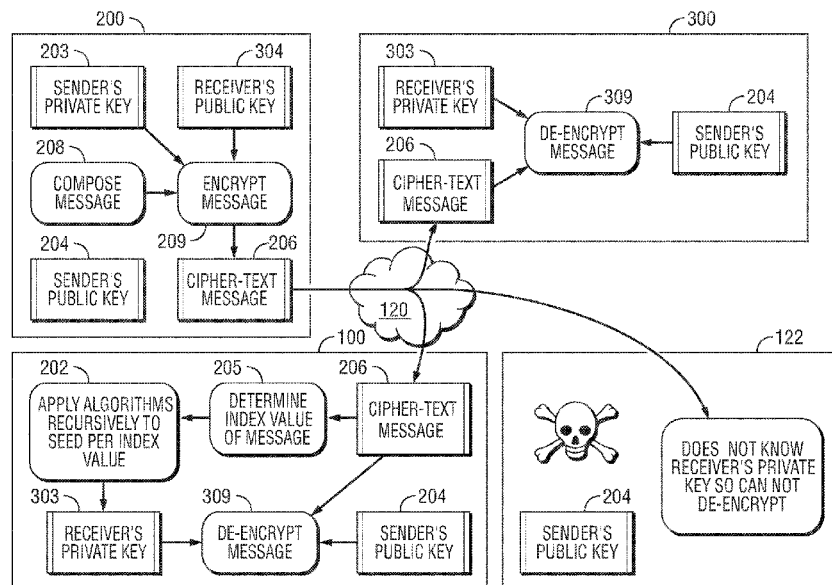 200
203
304
SENDER'S
PRIVATE KEY
RECEIVER'S
PUBLIC KEY
208
COMPOSE
MESSAGE
ENCRYPT
MESSAGE
204
209
206
SENDER'S
PUBLIC KEY
CIPHER-TEXT
MESSAGE
300
303
RECEIVER'S
PRIVATE KEY
309
204
DE-ENCRYPT
MESSAGE
SENDER'S
PUBLIC KEY
206
CIPHER-TEXT
MESSAGE
120
100
202
205
206
APPLY ALGORITHMS
RECURSIVELY TO
SEED PER INDEX
VALUE
DETERMINE
INDEX VALUE
OF MESSAGE
CIPHER-TEXT
MESSAGE
303
309
204
RECEIVER'S
PRIVATE KEY
DE-ENCRYPT
MESSAGE
SENDER'S
PUBLIC KEY
122
DOES NOT KNOW
RECEIVER'S PRIVATE
KEY SO CAN NOT
DE-ENCRYPT
204
SENDER'S
PUBLIC KEY